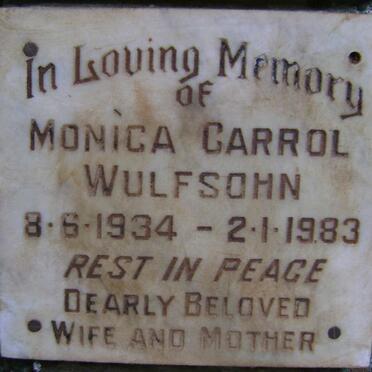 In Loving Memory
of
MONICA CARROL
WULFSOHN
8·6·1934 - 2·1·1983
REST IN PEACE
DEARLY BELOVED
• WIFE AND MOTHER •